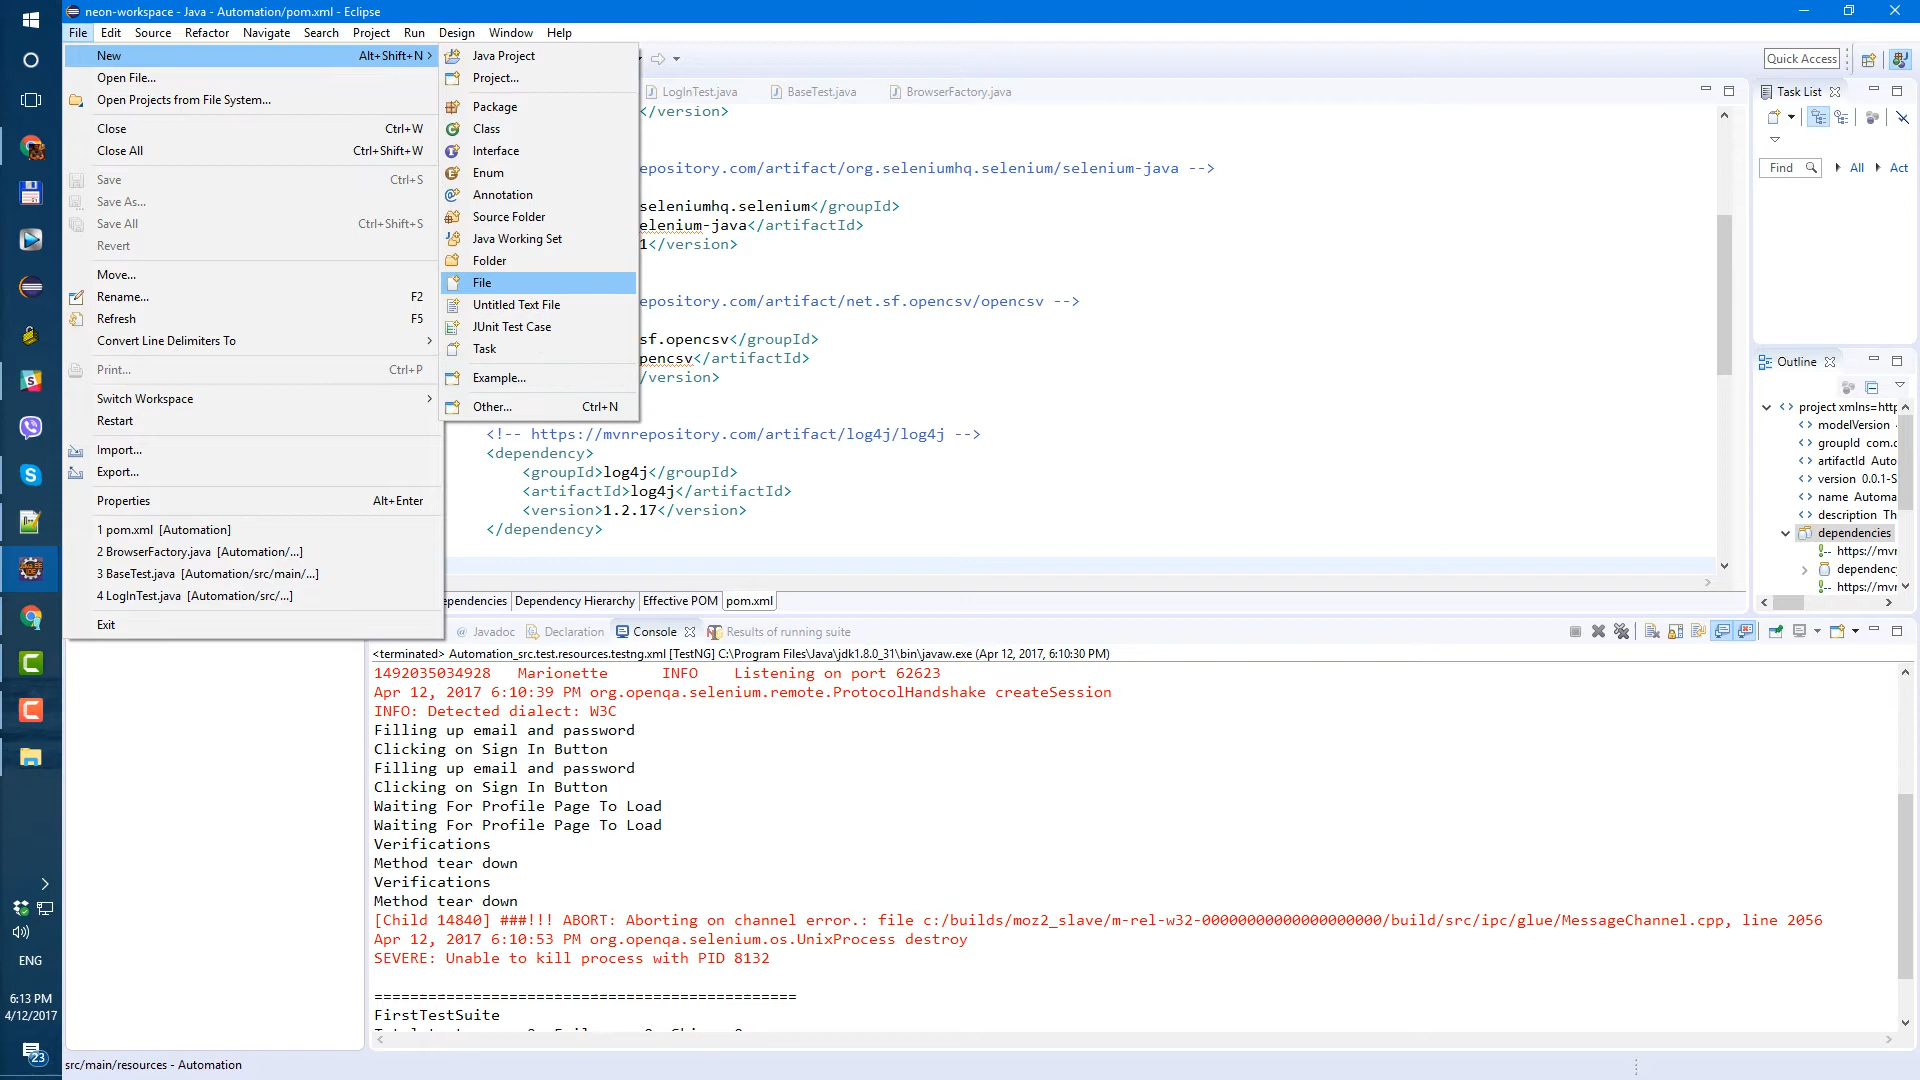 neon-workspace - Java - Automation/pom.xml - Eclipse
File Edit Source Refactor Navigate Search Project Run Design Window Help
New Alt+Shift+N
Open File...
Open Projects from File System...
Close Ctrl+W
Close All Ctrl+Shift+W
Save Ctrl+S
Save As...
Save All Ctrl+Shift+S
Revert
Move...
Rename... F2
Refresh F5
Convert Line Delimiters To
Print... Ctrl+P
Switch Workspace
Restart
Import...
Export...
Properties Alt+Enter
1 pom.xml [Automation]
2 BrowserFactory.java [Automation/...]
3 BaseTest.java [Automation/src/main/...]
4 LogInTest.java [Automation/src/...]
Exit
Java Project
Project...
Package
Class
Interface
Enum
Annotation
Source Folder
Java Working Set
Folder
File
Untitled Text File
JUnit Test Case
Task
Example...
Other... Ctrl+N
Quick Access
LogInTest.java BaseTest.java BrowserFactory.java
</version>
repository.com/artifact/org.seleniumhq.selenium/selenium-java -->
seleniumhq.selenium</groupId>
elenium-java</artifactId>
1</version>
repository.com/artifact/net.sf.opencsv/opencsv -->
sf.opencsv</groupId>
pencsv</artifactId>
/version>
<!-- https://mvnrepository.com/artifact/log4j/log4j -->
<dependency>
<groupId>log4j</groupId>
<artifactId>log4j</artifactId>
<version>1.2.17</version>
</dependency>
ependencies Dependency Hierarchy Effective POM pom.xml
Task List
Find All Act
Outline
project xmlns=http
modelVersion
groupId com.
artifactId Auto
version 0.0.1-S
name Automa
description Th
dependencies
https://mvr
dependenc
https://mvr
Javadoc Declaration Console Results of running suite
<terminated> Automation_src.test.resources.testng.xml [TestNG] C:\Program Files\Java\jdk1.8.0_31\bin\javaw.exe (Apr 12, 2017, 6:10:30 PM)
1492035034928 Marionette INFO Listening on port 62623
Apr 12, 2017 6:10:39 PM org.openqa.selenium.remote.ProtocolHandshake createSession
INFO: Detected dialect: W3C
Filling up email and password
Clicking on Sign In Button
Filling up email and password
Clicking on Sign In Button
Waiting For Profile Page To Load
Waiting For Profile Page To Load
Verifications
Method tear down
Verifications
Method tear down
[Child 14840] ###!!! ABORT: Aborting on channel error.: file c:/builds/moz2_slave/m-rel-w32-00000000000000000000/build/src/ipc/glue/MessageChannel.cpp, line 2056
Apr 12, 2017 6:10:53 PM org.openqa.selenium.os.UnixProcess destroy
SEVERE: Unable to kill process with PID 8132
===============================================
FirstTestSuite
ENG
6:13 PM
4/12/2017
23
src/main/resources - Automation